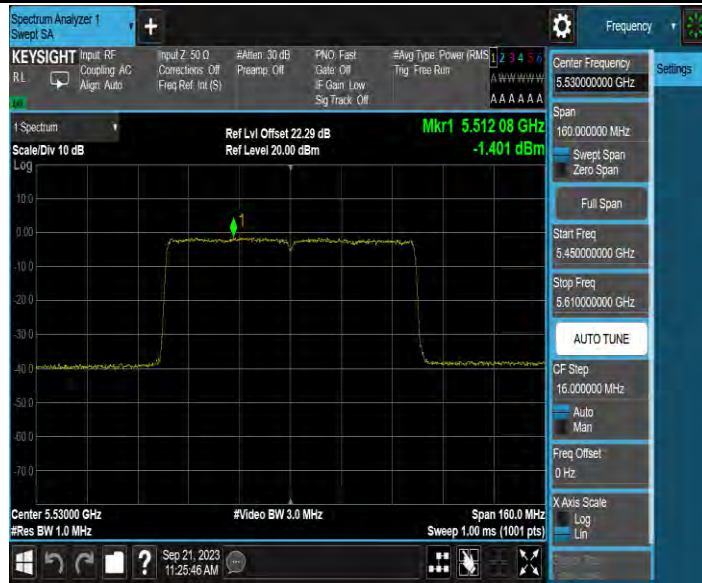 Spectrum Analyzer 1
Swept SA
Frequency
KEYSIGHT
RL
Input: RF
Coupling: AC
Align: Auto
Input Z: 50 Ω
Corrections: Off
Freq Ref: Int (S)
#Atten: 30 dB
Preamp: Off
PNO: Fast
Gate: Off
IF Gain: Low
Sig Track: Off
#Avg Type: Power (RMS
Trig: Free Run
1 2 3 4 5 6
A W W W W W
A A A A A A
Center Frequency
5.530000000 GHz
Settings
Span
160.000000 MHz
Swept Span
Zero Span
Full Span
Start Freq
5.450000000 GHz
Stop Freq
5.610000000 GHz
AUTO TUNE
CF Step
16.000000 MHz
Auto
Man
Freq Offset
0 Hz
X Axis Scale
Log
Lin
1 Spectrum
Scale/Div 10 dB
Log
Ref Lvl Offset 22.29 dB
Ref Level 20.00 dBm
Mkr1 5.512 08 GHz
-1.401 dBm
1
10.0
0.00
-10.0
-20.0
-30.0
-40.0
-50.0
-60.0
-70.0
Center 5.53000 GHz
#Res BW 1.0 MHz
#Video BW 3.0 MHz
Span 160.0 MHz
Sweep 1.00 ms (1001 pts)
?
Sep 21, 2023
11:25:46 AM